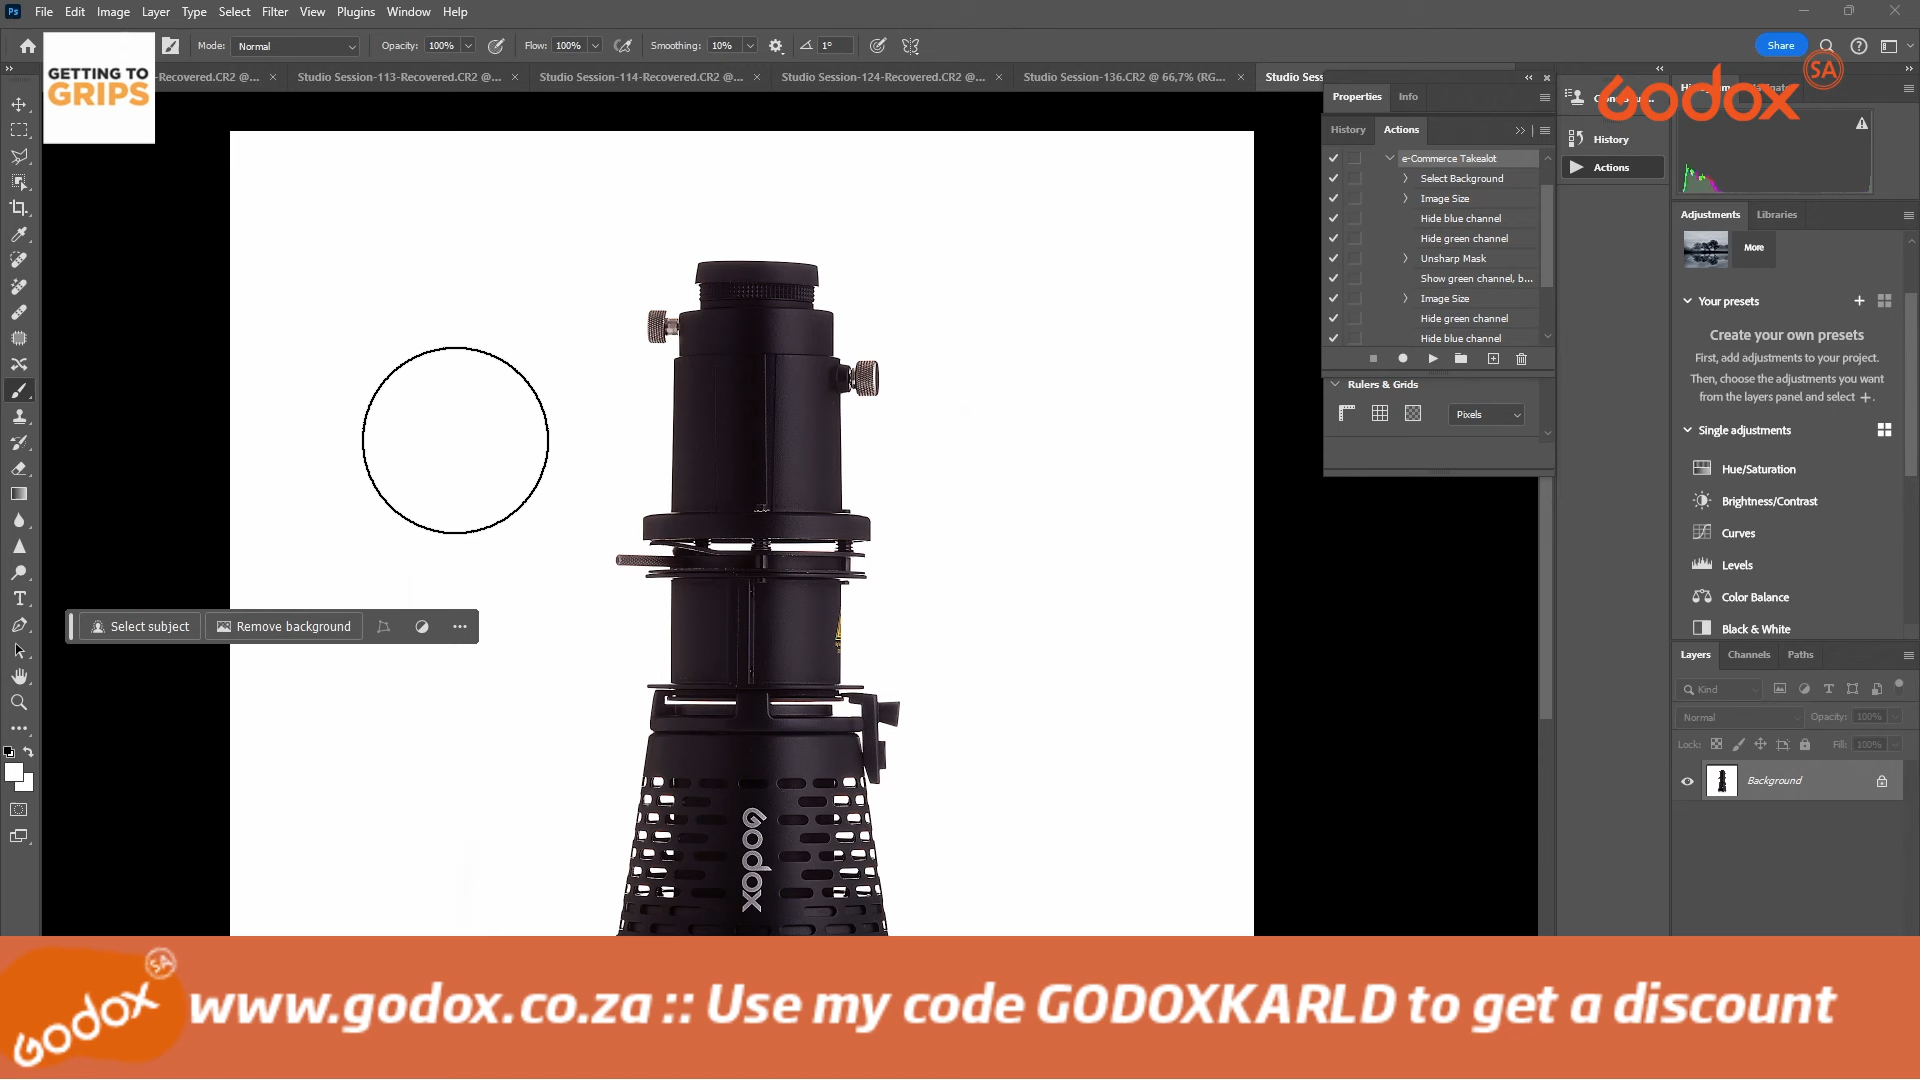 Ps File Edit Image Layer Type Select Filter View Plugins Window Help
Mode: Normal Opacity: 100% Flow: 100% Smoothing: 10% 1° Share
GETTING TO
GRIPS
-Recovered.CR2 @... Studio Session-113-Recovered.CR2 @... Studio Session-114-Recovered.CR2 @... Studio Session-124-Recovered.CR2 @... Studio Session-136.CR2 @ 66,7% (RG... Studio Sess
Godox SA
Properties Info
History Actions
e-Commerce Takealot
Select Background
Image Size
Hide blue channel
Hide green channel
Unsharp Mask
Show green channel, b...
Image Size
Hide green channel
Hide blue channel
Rulers & Grids
Pixels
History
Actions
Adjustments Libraries
More
Your presets
Create your own presets
First, add adjustments to your project.
Then, choose the adjustments you want
from the layers panel and select +.
Single adjustments
Hue/Saturation
Brightness/Contrast
Curves
Levels
Color Balance
Black & White
Layers Channels Paths
Kind
Normal Opacity: 100%
Lock: Fill: 100%
Background
Select subject Remove background
Godox
Godox SA
www.godox.co.za :: Use my code GODOXKARLD to get a discount